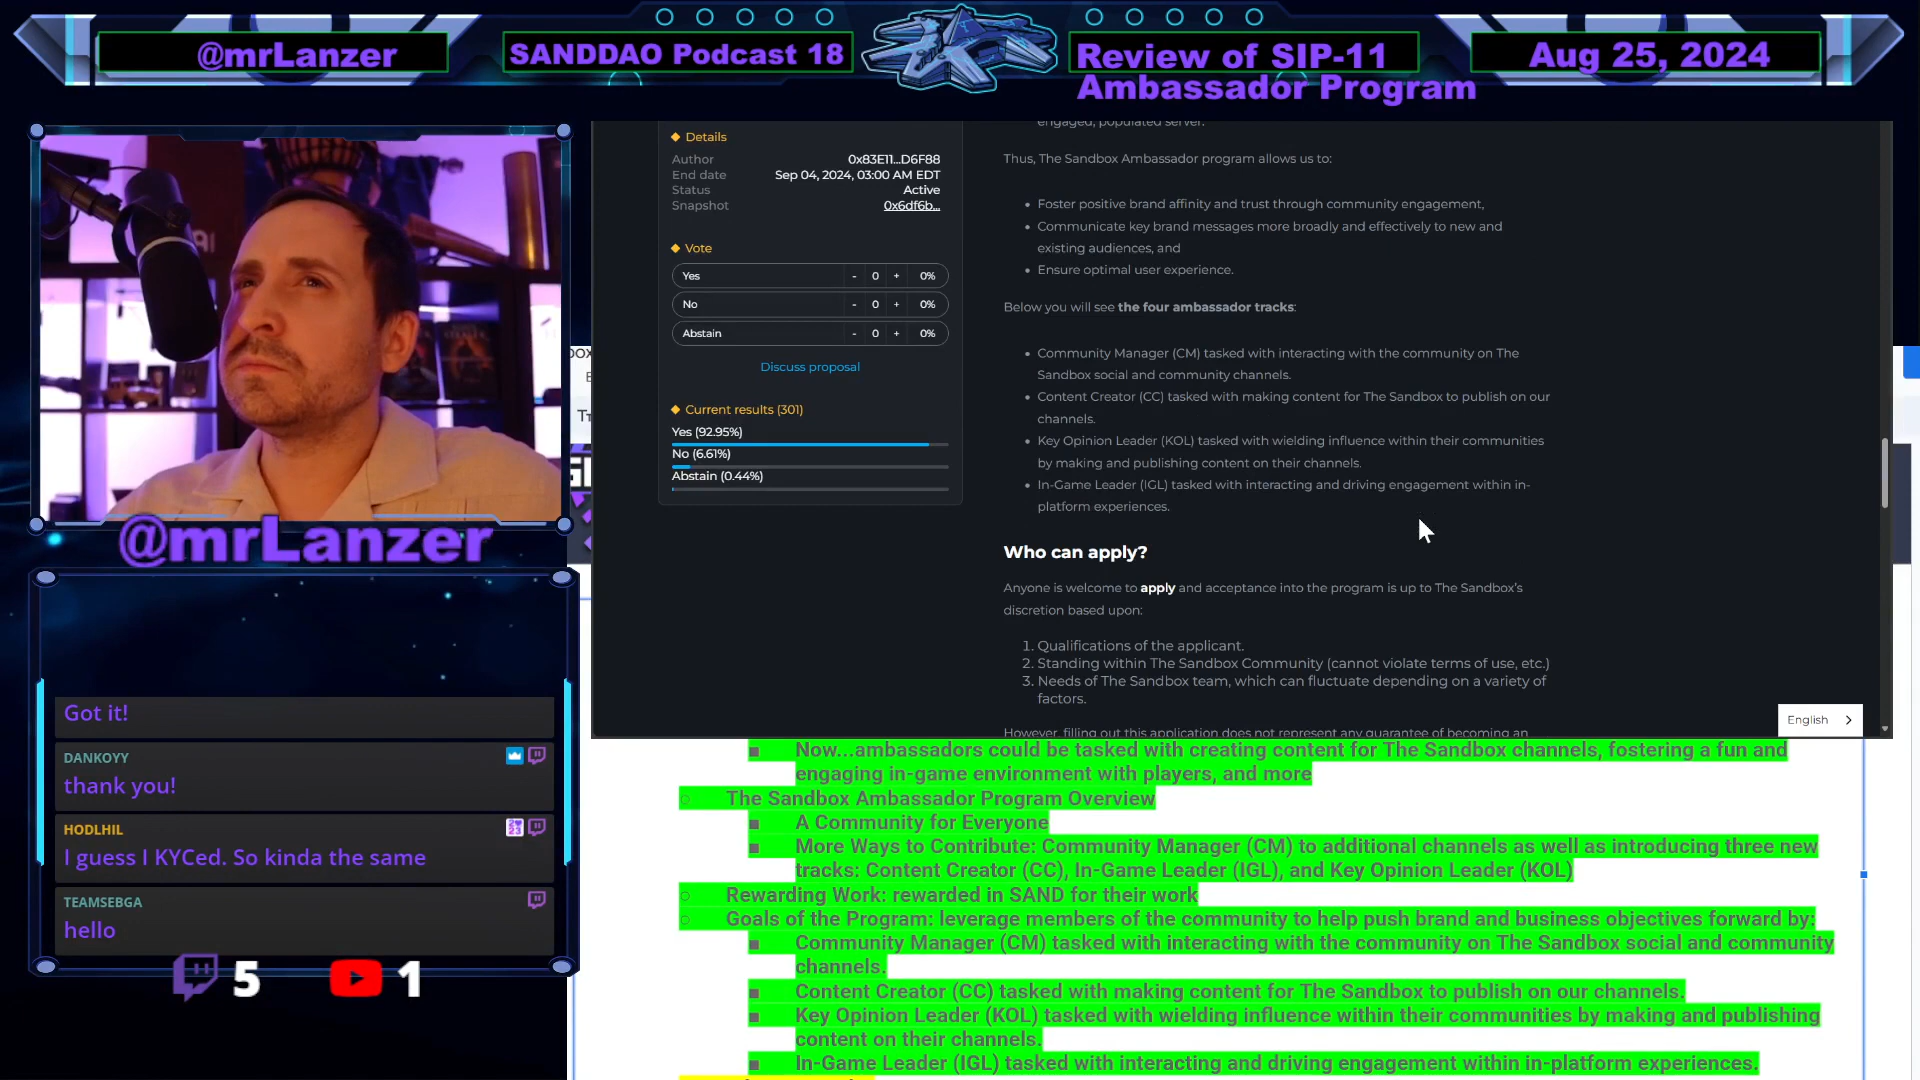 @mrLanzer
SANDDAO Podcast 18
Review of SIP-11
Ambassador Program
Aug 25, 2024
Details
Author 0x83E11...D6F88
End date Sep 04, 2024, 03:00 AM EDT
Status Active
Snapshot 0x6df6b...
Vote
Yes - 0 + 0%
No - 0 + 0%
Abstain - 0 + 0%
Discuss proposal
Current results (301)
Yes (92.95%)
No (6.61%)
Abstain (0.44%)
engaged, populated server.
Thus, The Sandbox Ambassador program allows us to:
• Foster positive brand affinity and trust through community engagement,
• Communicate key brand messages more broadly and effectively to new and
existing audiences, and
• Ensure optimal user experience.
Below you will see the four ambassador tracks:
• Community Manager (CM) tasked with interacting with the community on The
Sandbox social and community channels.
• Content Creator (CC) tasked with making content for The Sandbox to publish on our
channels.
• Key Opinion Leader (KOL) tasked with wielding influence within their communities
by making and publishing content on their channels.
• In-Game Leader (IGL) tasked with interacting and driving engagement within in-
platform experiences.
Who can apply?
Anyone is welcome to apply and acceptance into the program is up to The Sandbox's
discretion based upon:
1. Qualifications of the applicant.
2. Standing within The Sandbox Community (cannot violate terms of use, etc.)
3. Needs of The Sandbox team, which can fluctuate depending on a variety of
factors.
However, filling out this application does not represent any guarantee of becoming an
English >
@mrLanzer
Got it!
DANKOYY
thank you!
HODLHIL
I guess I KYCed. So kinda the same
TEAMSEBGA
hello
5 1
■ Now...ambassadors could be tasked with creating content for The Sandbox channels, fostering a fun and
engaging in-game environment with players, and more
○ The Sandbox Ambassador Program Overview
■ A Community for Everyone
■ More Ways to Contribute: Community Manager (CM) to additional channels as well as introducing three new
tracks: Content Creator (CC), In-Game Leader (IGL), and Key Opinion Leader (KOL)
○ Rewarding Work: rewarded in SAND for their work
○ Goals of the Program: leverage members of the community to help push brand and business objectives forward by:
■ Community Manager (CM) tasked with interacting with the community on The Sandbox social and community
channels.
■ Content Creator (CC) tasked with making content for The Sandbox to publish on our channels.
■ Key Opinion Leader (KOL) tasked with wielding influence within their communities by making and publishing
content on their channels.
■ In-Game Leader (IGL) tasked with interacting and driving engagement within in-platform experiences.